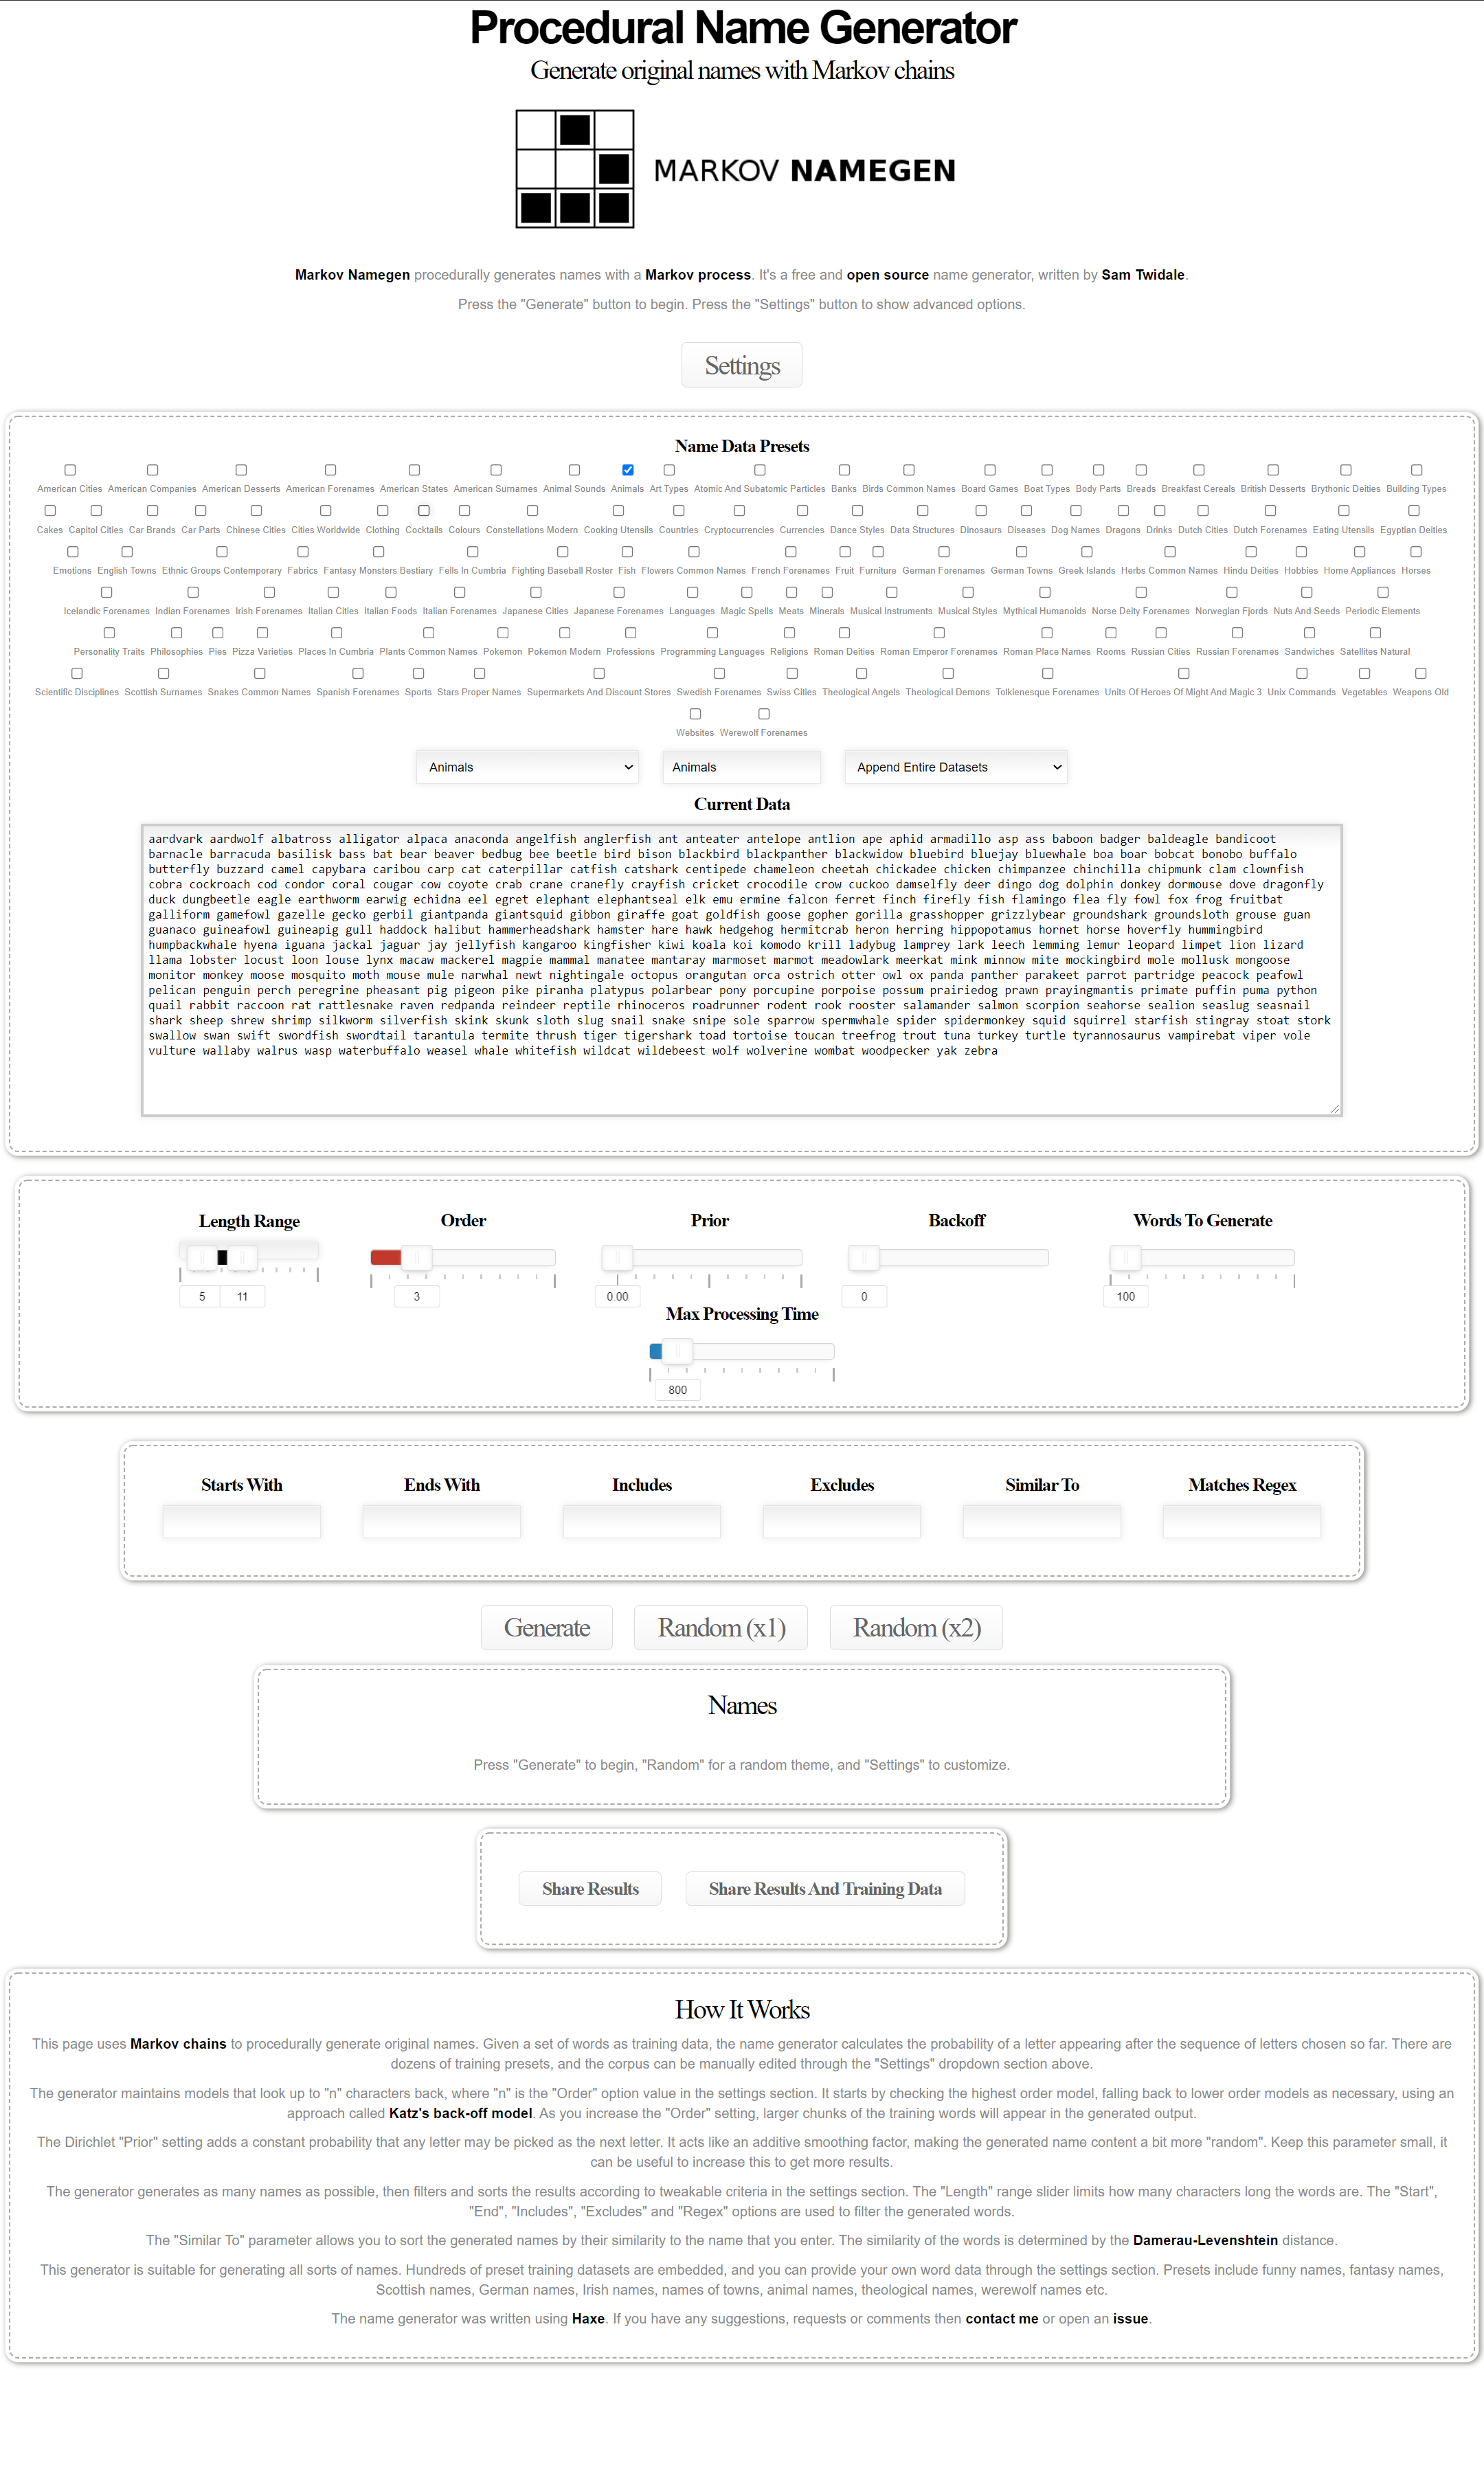 Procedural Name Generator
Generate original names with Markov chains
MARKOV NAMEGEN
Markov Namegen procedurally generates names with a Markov process. It's a free and open source name generator, written by Sam Twidale.
Press the "Generate" button to begin. Press the "Settings" button to show advanced options.
Settings
Name Data Presets
American Cities American Companies American Desserts American Forenames American States American Surnames Animal Sounds Animals Art Types Atomic And Subatomic Particles Banks Birds Common Names Board Games Boat Types Body Parts Breads Breakfast Cereals British Desserts Brythonic Deities Building Types
Cakes Capitol Cities Car Brands Car Parts Chinese Cities Cities Worldwide Clothing Cocktails Colours Constellations Modern Cooking Utensils Countries Cryptocurrencies Currencies Dance Styles Data Structures Dinosaurs Diseases Dog Names Dragons Drinks Dutch Cities Dutch Forenames Eating Utensils Egyptian Deities
Emotions English Towns Ethnic Groups Contemporary Fabrics Fantasy Monsters Bestiary Fells In Cumbria Fighting Baseball Roster Fish Flowers Common Names French Forenames Fruit Furniture German Forenames German Towns Greek Islands Herbs Common Names Hindu Deities Hobbies Home Appliances Horses
Icelandic Forenames Indian Forenames Irish Forenames Italian Cities Italian Foods Italian Forenames Japanese Cities Japanese Forenames Languages Magic Spells Meats Minerals Musical Instruments Musical Styles Mythical Humanoids Norse Deity Forenames Norwegian Fjords Nuts And Seeds Periodic Elements
Personality Traits Philosophies Pies Pizza Varieties Places In Cumbria Plants Common Names Pokemon Pokemon Modern Professions Programming Languages Religions Roman Deities Roman Emperor Forenames Roman Place Names Rooms Russian Cities Russian Forenames Sandwiches Satellites Natural
Scientific Disciplines Scottish Surnames Snakes Common Names Spanish Forenames Sports Stars Proper Names Supermarkets And Discount Stores Swedish Forenames Swiss Cities Theological Angels Theological Demons Tolkienesque Forenames Units Of Heroes Of Might And Magic 3 Unix Commands Vegetables Weapons Old
Websites Werewolf Forenames
Animals Animals Append Entire Datasets
Current Data
aardvark aardwolf albatross alligator alpaca anaconda angelfish anglerfish ant anteater antelope antlion ape aphid armadillo asp ass baboon badger baldeagle bandicoot
barnacle barracuda basilisk bass bat bear beaver bedbug bee beetle bird bison blackbird blackpanther blackwidow bluebird bluejay bluewhale boa boar bobcat bonobo buffalo
butterfly buzzard camel capybara caribou carp cat caterpillar catfish catshark centipede chameleon cheetah chickadee chicken chimpanzee chinchilla chipmunk clam clownfish
cobra cockroach cod condor coral cougar cow coyote crab crane cranefly crayfish cricket crocodile crow cuckoo damselfly deer dingo dog dolphin donkey dormouse dove dragonfly
duck dungbeetle eagle earthworm earwig echidna eel egret elephant elephantseal elk emu ermine falcon ferret finch firefly fish flamingo flea fly fowl fox frog fruitbat
galliform gamefowl gazelle gecko gerbil giantpanda giantsquid gibbon giraffe goat goldfish goose gopher gorilla grasshopper grizzlybear groundshark groundsloth grouse guan
guanaco guineafowl guineapig gull haddock halibut hammerheadshark hamster hare hawk hedgehog hermitcrab heron herring hippopotamus hornet horse hoverfly hummingbird
humpbackwhale hyena iguana jackal jaguar jay jellyfish kangaroo kingfisher kiwi koala koi komodo krill ladybug lamprey lark leech lemming lemur leopard limpet lion lizard
llama lobster locust loon louse lynx macaw mackerel magpie mammal manatee mantaray marmoset marmot meadowlark meerkat mink minnow mite mockingbird mole mollusk mongoose
monitor monkey moose mosquito moth mouse mule narwhal newt nightingale octopus orangutan orca ostrich otter owl ox panda panther parakeet parrot partridge peacock peafowl
pelican penguin perch peregrine pheasant pig pigeon pike piranha platypus polarbear pony porcupine porpoise possum prairiedog prawn prayingmantis primate puffin puma python
quail rabbit raccoon rat rattlesnake raven redpanda reindeer reptile rhinoceros roadrunner rodent rook rooster salamander salmon scorpion seahorse sealion seaslug seasnail
shark sheep shrew shrimp silkworm silverfish skink skunk sloth slug snail snake snipe sole sparrow spermwhale spider spidermonkey squid squirrel starfish stingray stoat stork
swallow swan swift swordfish swordtail tarantula termite thrush tiger tigershark toad tortoise toucan treefrog trout tuna turkey turtle tyrannosaurus vampirebat viper vole
vulture wallaby walrus wasp waterbuffalo weasel whale whitefish wildcat wildebeest wolf wolverine wombat woodpecker yak zebra
Length Range Order Prior Backoff Words To Generate
5 11 3 0.00 0 100
Max Processing Time
800
Starts With Ends With Includes Excludes Similar To Matches Regex
Generate Random (x1) Random (x2)
Names
Press "Generate" to begin, "Random" for a random theme, and "Settings" to customize.
Share Results Share Results And Training Data
How It Works
This page uses Markov chains to procedurally generate original names. Given a set of words as training data, the name generator calculates the probability of a letter appearing after the sequence of letters chosen so far. There are
dozens of training presets, and the corpus can be manually edited through the "Settings" dropdown section above.
The generator maintains models that look up to "n" characters back, where "n" is the "Order" option value in the settings section. It starts by checking the highest order model, falling back to lower order models as necessary, using an
approach called Katz's back-off model. As you increase the "Order" setting, larger chunks of the training words will appear in the generated output.
The Dirichlet "Prior" setting adds a constant probability that any letter may be picked as the next letter. It acts like an additive smoothing factor, making the generated name content a bit more "random". Keep this parameter small, it
can be useful to increase this to get more results.
The generator generates as many names as possible, then filters and sorts the results according to tweakable criteria in the settings section. The "Length" range slider limits how many characters long the words are. The "Start",
"End", "Includes", "Excludes" and "Regex" options are used to filter the generated words.
The "Similar To" parameter allows you to sort the generated names by their similarity to the name that you enter. The similarity of the words is determined by the Damerau-Levenshtein distance.
This generator is suitable for generating all sorts of names. Hundreds of preset training datasets are embedded, and you can provide your own word data through the settings section. Presets include funny names, fantasy names,
Scottish names, German names, Irish names, names of towns, animal names, theological names, werewolf names etc.
The name generator was written using Haxe. If you have any suggestions, requests or comments then contact me or open an issue.